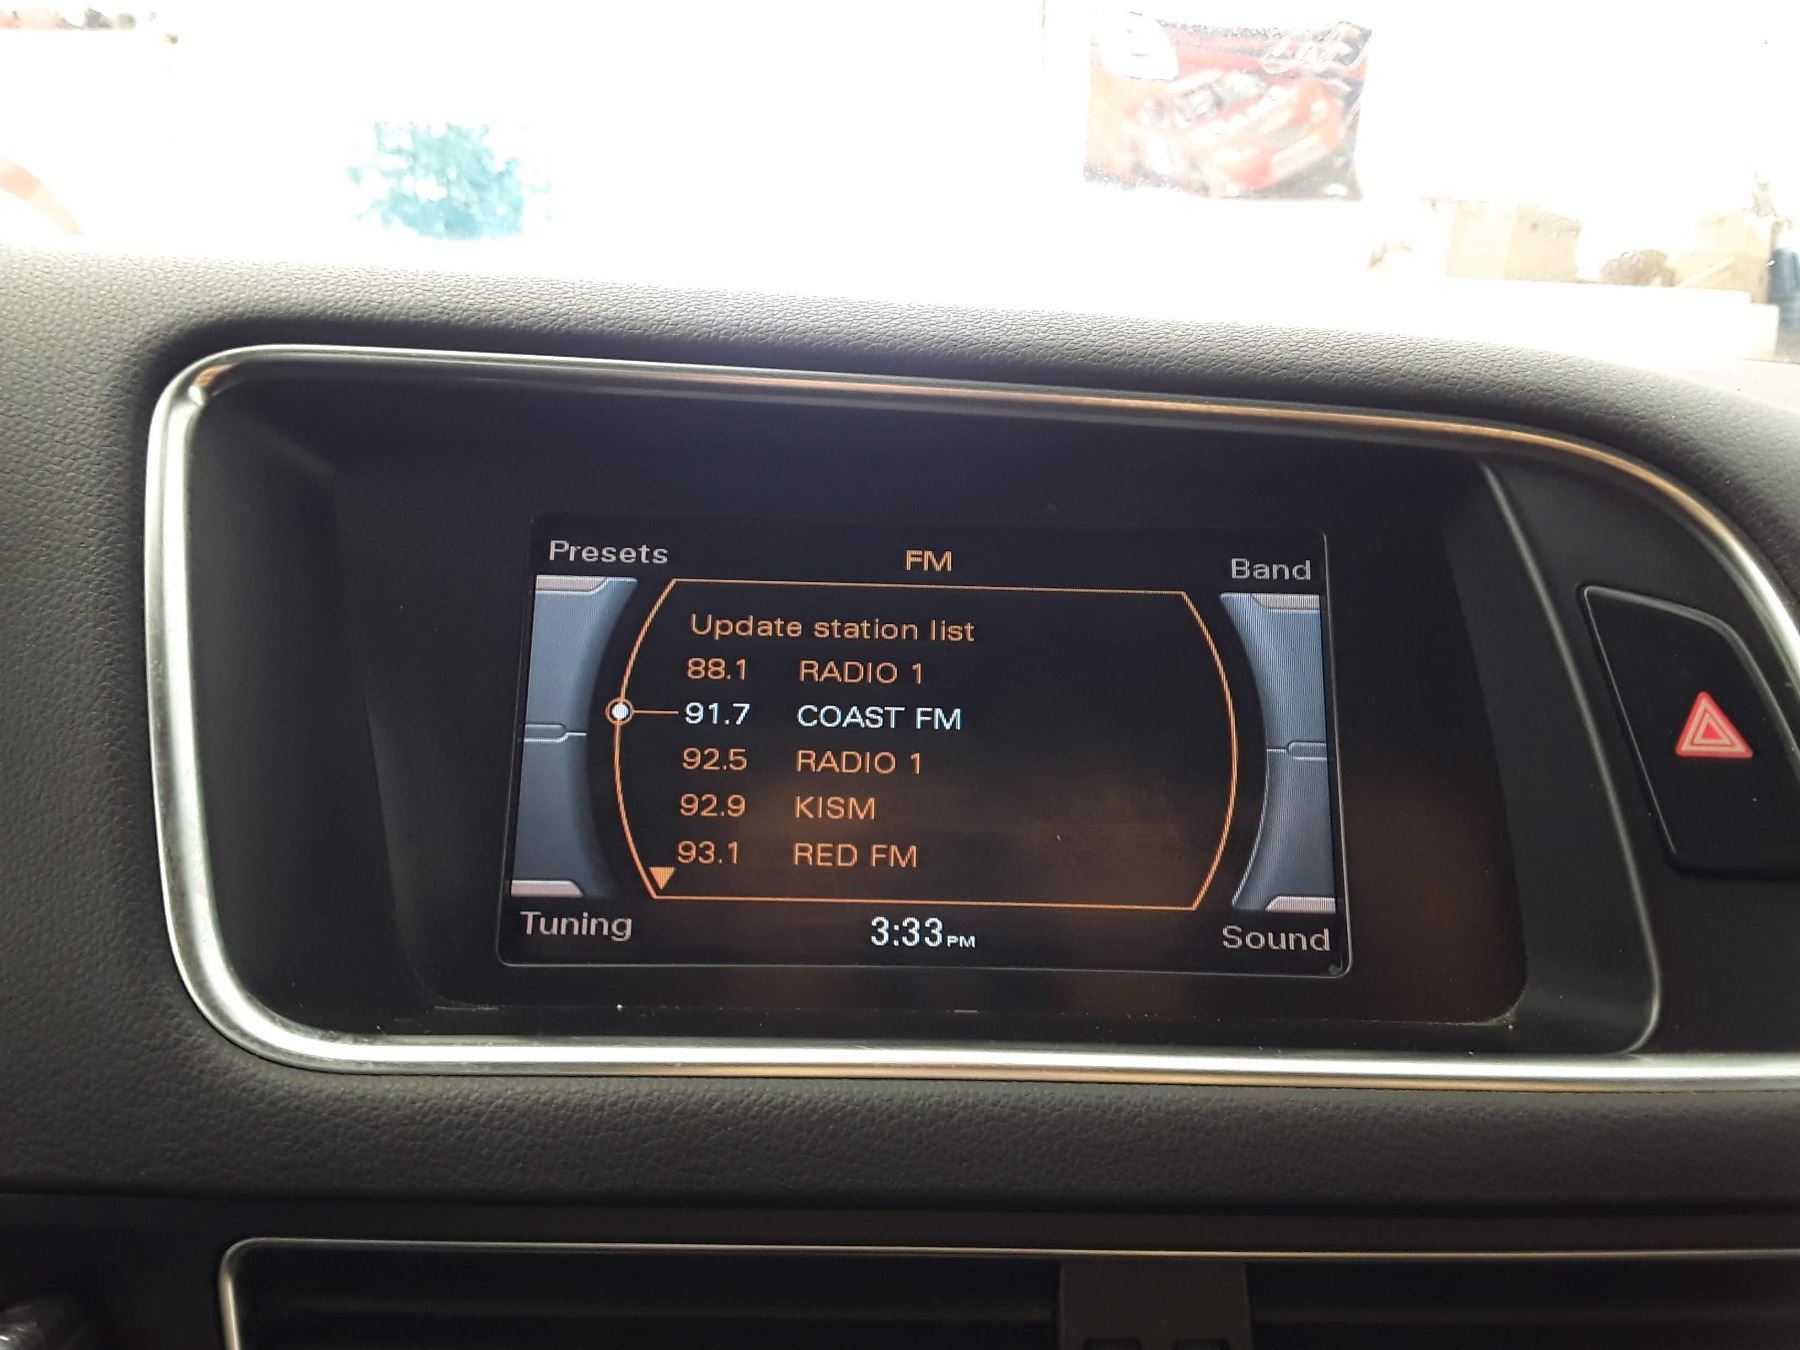 Presets
FM
Band
Update station list
88.1 RADIO 1
91.7 COAST FM
92.5 RADIO 1
92.9 KISM
93.1 RED FM
Tuning
3:33PM
Sound